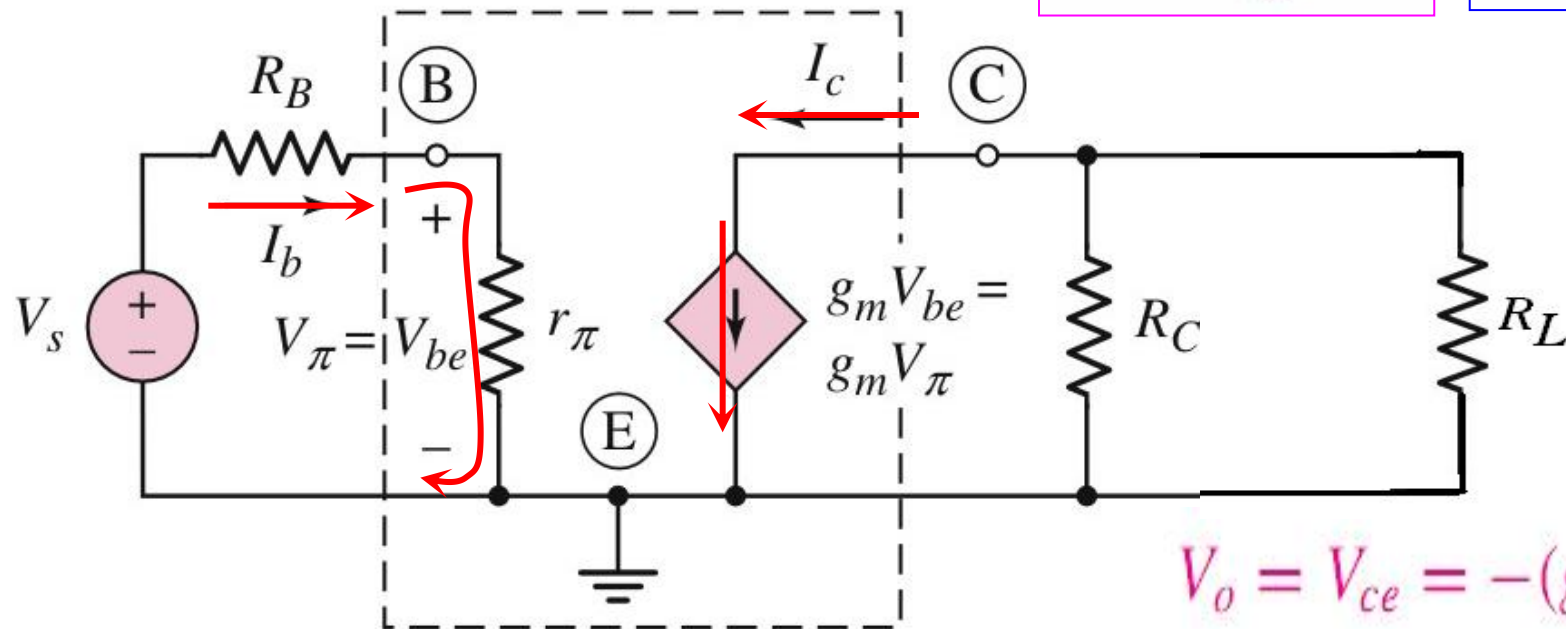 R_B
B
I_c
C
I_b
+
V_s
+
−
V_π = V_be
r_π
−
E
g_m V_be =
g_m V_π
R_C
R_L
V_o = V_ce = −(g